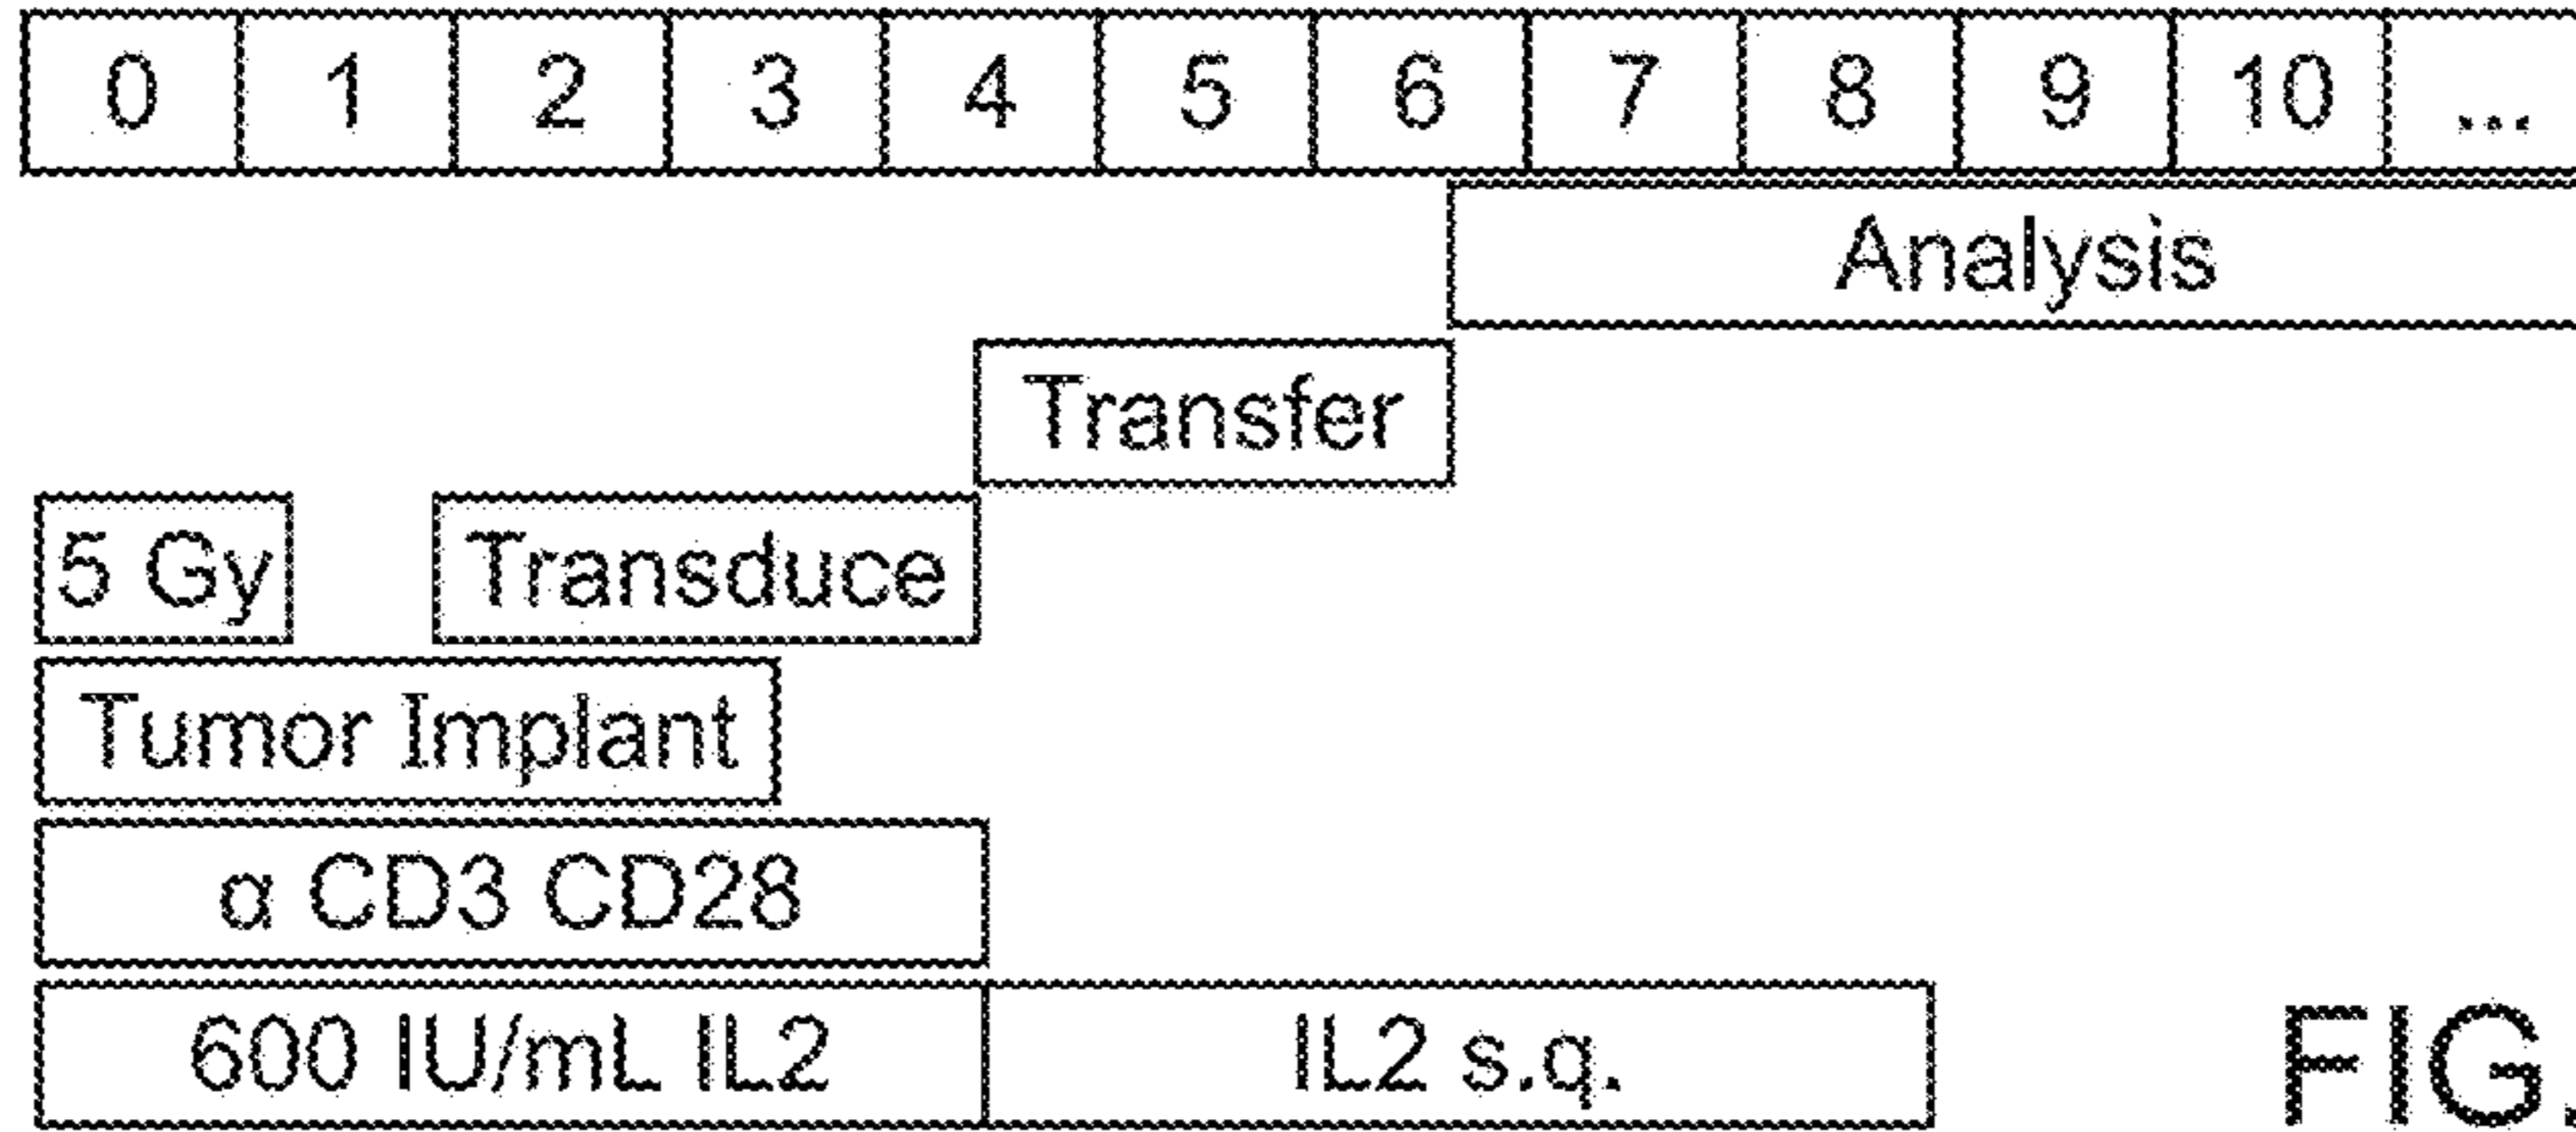 0 1 2 3 4 5 6 7 8 9 10 ...
Analysis
Transfer
5 Gy Transduce
Tumor Implant
α CD3 CD28
600 IU/mL IL2 IL2 s.q.
FIG.